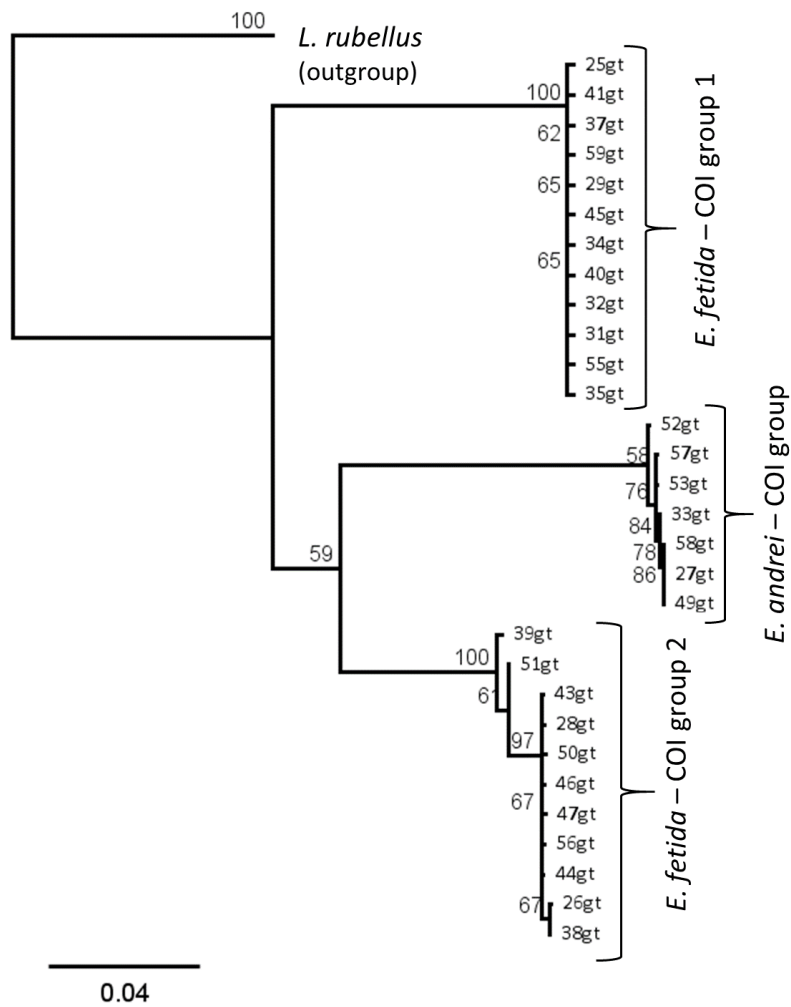 100
L. rubellus
(outgroup)
25gt
100
41gt
37gt
62
59gt
65
29gt
45gt
34gt
65
40gt
32gt
31gt
55gt
35gt
E. fetida – COI group 1
52gt
58
57gt
76
53gt
33gt
84
58gt
78
27gt
86
49gt
E. andrei – COI group
59
39gt
100
51gt
61
43gt
28gt
97
50gt
46gt
67
47gt
56gt
44gt
67
26gt
38gt
E. fetida – COI group 2
0.04